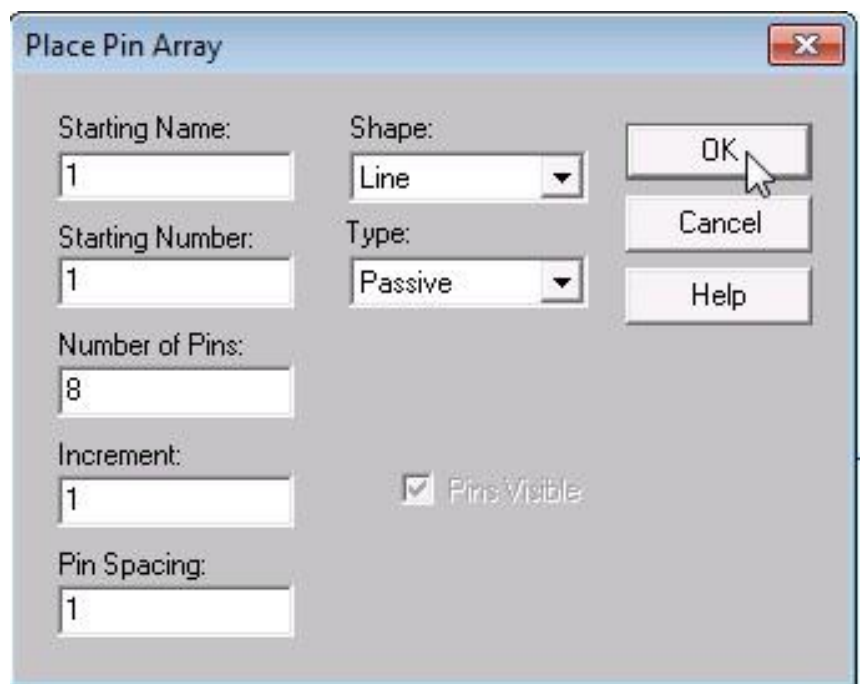 Place Pin Array
Starting Name:
1
Shape:
Line
OK
Starting Number:
1
Type:
Passive
Cancel
Help
Number of Pins:
8
Increment:
1
Pins Visible
Pin Spacing:
1